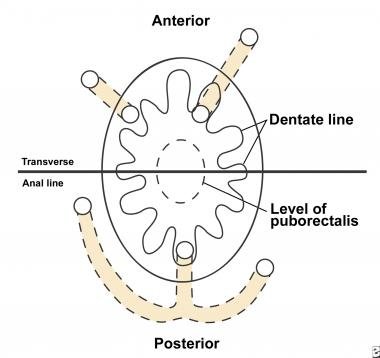 Anterior
Dentate line
Transverse
Anal line
Level of
puborectalis
Posterior